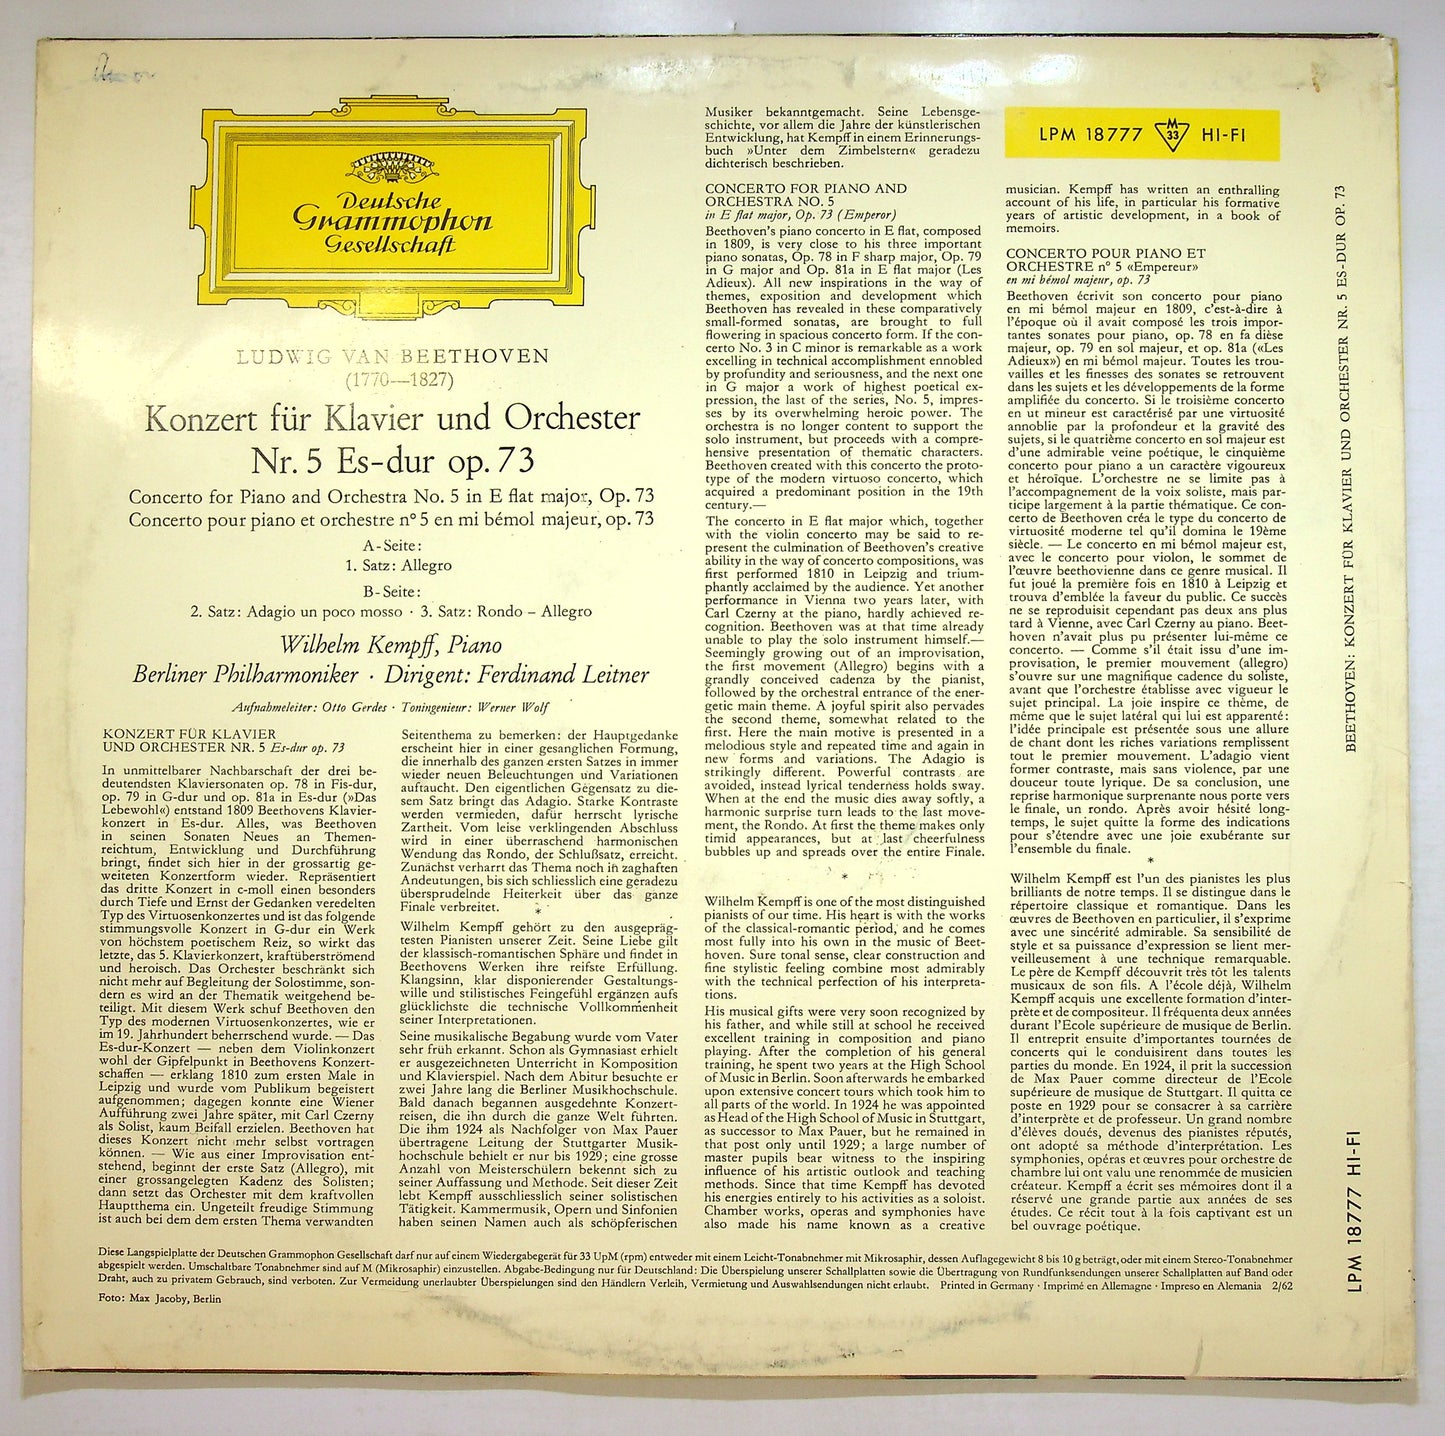 Deutsche
Grammophon
Gesellschaft
LUDWIG VAN BEETHOVEN
(1770—1827)
Konzert für Klavier und Orchester
Nr. 5 Es-dur op. 73
Concerto for Piano and Orchestra No. 5 in E flat major, Op. 73
Concerto pour piano et orchestre n° 5 en mi bémol majeur, op. 73
A-Seite:
1. Satz: Allegro
B-Seite:
2. Satz: Adagio un poco mosso · 3. Satz: Rondo – Allegro
Wilhelm Kempff, Piano
Berliner Philharmoniker · Dirigent: Ferdinand Leitner
Aufnahmeleiter: Otto Gerdes · Toningenieur: Werner Wolf
KONZERT FÜR KLAVIER
UND ORCHESTER NR. 5 Es-dur op. 73
In unmittelbarer Nachbarschaft der drei be-
deutendsten Klaviersonaten op. 78 in Fis-dur,
op. 79 in G-dur und op. 81a in Es-dur (»Das
Lebewohl«) entstand 1809 Beethovens Klavier-
konzert in Es-dur. Alles, was Beethoven
in seinen Sonaten Neues an Themen-
reichtum, Entwicklung und Durchführung
bringt, findet sich hier in der grossartig ge-
weiteten Konzertform wieder. Repräsentiert
das dritte Konzert in c-moll einen besonders
durch Tiefe und Ernst der Gedanken veredelten
Typ des Virtuosenkonzertes und ist das folgende
stimmungsvolle Konzert in G-dur ein Werk
von höchstem poetischem Reiz, so wirkt das
letzte, das 5. Klavierkonzert, kraftüberströmend
und heroisch. Das Orchester beschränkt sich
nicht mehr auf Begleitung der Solostimme, son-
dern es wird an der Thematik weitgehend be-
teiligt. Mit diesem Werk schuf Beethoven den
Typ des modernen Virtuosenkonzertes, wie er
im 19. Jahrhundert beherrschend wurde. — Das
Es-dur-Konzert — neben dem Violinkonzert
wohl der Gipfelpunkt in Beethovens Konzert-
schaffen — erklang 1810 zum ersten Male in
Leipzig und wurde vom Publikum begeistert
aufgenommen; dagegen konnte eine Wiener
Aufführung zwei Jahre später, mit Carl Czerny
als Solist, kaum Beifall erzielen. Beethoven hat
dieses Konzert nicht mehr selbst vortragen
können. — Wie aus einer Improvisation ent-
stehend, beginnt der erste Satz (Allegro), mit
einer grossangelegten Kadenz des Solisten;
dann setzt das Orchester mit dem kraftvollen
Hauptthema ein. Ungeteilt freudige Stimmung
ist auch bei dem dem ersten Thema verwandten
Seitenthema zu bemerken: der Hauptgedanke
erscheint hier in einer gesanglichen Formung,
die innerhalb des ganzen ersten Satzes in immer
wieder neuen Beleuchtungen und Variationen
auftaucht. Den eigentlichen Gegensatz zu die-
sem Satz bringt das Adagio. Starke Kontraste
werden vermieden, dafür herrscht lyrische
Zartheit. Vom leise verklingenden Abschluss
wird in einer überraschend harmonischen
Wendung das Rondo, der Schlußsatz, erreicht.
Zunächst verharrt das Thema noch in zaghaften
Andeutungen, bis sich schliesslich eine geradezu
übersprudelnde Heiterkeit über das ganze
Finale verbreitet.
*
Wilhelm Kempff gehört zu den ausgepräg-
testen Pianisten unserer Zeit. Seine Liebe gilt
der klassisch-romantischen Sphäre und findet in
Beethovens Werken ihre reifste Erfüllung.
Klangsinn, klar disponierender Gestaltungs-
wille und stilistisches Feingefühl ergänzen aufs
glücklichste die technische Vollkommenheit
seiner Interpretationen.
Seine musikalische Begabung wurde vom Vater
sehr früh erkannt. Schon als Gymnasiast erhielt
er ausgezeichneten Unterricht in Komposition
und Klavierspiel. Nach dem Abitur besuchte er
zwei Jahre lang die Berliner Musikhochschule.
Bald danach begannen ausgedehnte Konzert-
reisen, die ihn durch die ganze Welt führten.
Die ihm 1924 als Nachfolger von Max Pauer
übertragene Leitung der Stuttgarter Musik-
hochschule behielt er nur bis 1929; eine grosse
Anzahl von Meisterschülern bekennt sich zu
seiner Auffassung und Methode. Seit dieser Zeit
lebt Kempff ausschliesslich seiner solistischen
Tätigkeit. Kammermusik, Opern und Sinfonien
haben seinen Namen auch als schöpferischen
Musiker bekanntgemacht. Seine Lebensge-
schichte, vor allem die Jahre der künstlerischen
Entwicklung, hat Kempff in einem Erinnerungs-
buch »Unter dem Zimbelstern« geradezu
dichterisch beschrieben.
CONCERTO FOR PIANO AND
ORCHESTRA NO. 5
in E flat major, Op. 73 (Emperor)
Beethoven's piano concerto in E flat, composed
in 1809, is very close to his three important
piano sonatas, Op. 78 in F sharp major, Op. 79
in G major and Op. 81a in E flat major (Les
Adieux). All new inspirations in the way of
themes, exposition and development which
Beethoven has revealed in these comparatively
small-formed sonatas, are brought to full
flowering in spacious concerto form. If the con-
certo No. 3 in C minor is remarkable as a work
excelling in technical accomplishment ennobled
by profundity and seriousness, and the next one
in G major a work of highest poetical ex-
pression, the last of the series, No. 5, impres-
ses by its overwhelming heroic power. The
orchestra is no longer content to support the
solo instrument, but proceeds with a compre-
hensive presentation of thematic characters.
Beethoven created with this concerto the proto-
type of the modern virtuoso concerto, which
acquired a predominant position in the 19th
century.—
The concerto in E flat major which, together
with the violin concerto may be said to re-
present the culmination of Beethoven's creative
ability in the way of concerto compositions, was
first performed 1810 in Leipzig and trium-
phantly acclaimed by the audience. Yet another
performance in Vienna two years later, with
Carl Czerny at the piano, hardly achieved re-
cognition. Beethoven was at that time already
unable to play the solo instrument himself.—
Seemingly growing out of an improvisation,
the first movement (Allegro) begins with a
grandly conceived cadenza by the pianist,
followed by the orchestral entrance of the ener-
getic main theme. A joyful spirit also pervades
the second theme, somewhat related to the
first. Here the main motive is presented in a
melodious style and repeated time and again in
new forms and variations. The Adagio is
strikingly different. Powerful contrasts are
avoided, instead lyrical tenderness holds sway.
When at the end the music dies away softly, a
harmonic surprise turn leads to the last move-
ment, the Rondo. At first the theme makes only
timid appearances, but at last cheerfulness
bubbles up and spreads over the entire Finale.
*
Wilhelm Kempff is one of the most distinguished
pianists of our time. His heart is with the works
of the classical-romantic period, and he comes
most fully into his own in the music of Beet-
hoven. Sure tonal sense, clear construction and
fine stylistic feeling combine most admirably
with the technical perfection of his interpreta-
tions.
His musical gifts were very soon recognized by
his father, and while still at school he received
excellent training in composition and piano
playing. After the completion of his general
training, he spent two years at the High School
of Music in Berlin. Soon afterwards he embarked
upon extensive concert tours which took him to
all parts of the world. In 1924 he was appointed
as Head of the High School of Music in Stuttgart,
as successor to Max Pauer, but he remained in
that post only until 1929; a large number of
master pupils bear witness to the inspiring
influence of his artistic outlook and teaching
methods. Since that time Kempff has devoted
his energies entirely to his activities as a soloist.
Chamber works, operas and symphonies have
also made his name known as a creative
LPM 18777 M 33 HI-FI
musician. Kempff has written an enthralling
account of his life, in particular his formative
years of artistic development, in a book of
memoirs.
CONCERTO POUR PIANO ET
ORCHESTRE n° 5 «Empereur»
en mi bémol majeur, op. 73
Beethoven écrivit son concerto pour piano
en mi bémol majeur en 1809, c'est-à-dire à
l'époque où il avait composé les trois impor-
tantes sonates pour piano, op. 78 en fa dièse
majeur, op. 79 en sol majeur, et op. 81a («Les
Adieux») en mi bémol majeur. Toutes les trou-
vailles et les finesses des sonates se retrouvent
dans les sujets et les développements de la forme
amplifiée du concerto. Si le troisième concerto
en ut mineur est caractérisé par une virtuosité
annoblie par la profondeur et la gravité des
sujets, si le quatrième concerto en sol majeur est
d'une admirable veine poétique, le cinquième
concerto pour piano a un caractère vigoureux
et héroïque. L'orchestre ne se limite pas à
l'accompagnement de la voix soliste, mais par-
ticipe largement à la partie thématique. Ce con-
certo de Beethoven créa le type du concerto de
virtuosité moderne tel qu'il domina le 19ème
siècle. — Le concerto en mi bémol majeur est,
avec le concerto pour violon, le sommet de
l'œuvre beethovienne dans ce genre musical. Il
fut joué la première fois en 1810 à Leipzig et
trouva d'emblée la faveur du public. Ce succès
ne se reproduisit cependant pas deux ans plus
tard à Vienne, avec Carl Czerny au piano. Beet-
hoven n'avait plus pu présenter lui-même ce
concerto. — Comme s'il était issu d'une im-
provisation, le premier mouvement (allegro)
s'ouvre sur une magnifique cadence du soliste,
avant que l'orchestre établisse avec vigueur le
sujet principal. La joie inspire ce thème, de
même que le sujet latéral qui lui est apparenté:
l'idée principale est présentée sous une allure
de chant dont les riches variations remplissent
tout le premier mouvement. L'adagio vient
former contraste, mais sans violence, par une
douceur toute lyrique. De sa conclusion, une
reprise harmonique surprenante nous porte vers
le finale, un rondo. Après avoir hésité long-
temps, le sujet quitte la forme des indications
pour s'étendre avec une joie exubérante sur
l'ensemble du finale.
*
Wilhelm Kempff est l'un des pianistes les plus
brillants de notre temps. Il se distingue dans le
répertoire classique et romantique. Dans les
œuvres de Beethoven en particulier, il s'exprime
avec une sincérité admirable. Sa sensibilité de
style et sa puissance d'expression se lient mer-
veilleusement à une technique remarquable.
Le père de Kempff découvrit très tôt les talents
musicaux de son fils. A l'école déjà, Wilhelm
Kempff acquis une excellente formation d'inter-
prète et de compositeur. Il fréquenta deux années
durant l'Ecole supérieure de musique de Berlin.
Il entreprit ensuite d'importantes tournées de
concerts qui le conduisirent dans toutes les
parties du monde. En 1924, il prit la succession
de Max Pauer comme directeur de l'Ecole
supérieure de musique de Stuttgart. Il quitta ce
poste en 1929 pour se consacrer à sa carrière
d'interprète et de professeur. Un grand nombre
d'élèves doués, devenus des pianistes réputés,
ont adopté sa méthode d'interprétation. Les
symphonies, opéras et œuvres pour orchestre de
chambre lui ont valu une renommée de musicien
créateur. Kempff a écrit ses mémoires dont il a
réservé une grande partie aux années de ses
études. Ce récit tout à la fois captivant est un
bel ouvrage poétique.
BEETHOVEN: KONZERT FÜR KLAVIER UND ORCHESTER NR. 5 ES-DUR OP. 73
LPM 18777 HI-FI
Diese Langspielplatte der Deutschen Grammophon Gesellschaft darf nur auf einem Wiedergabegerät für 33 UpM (rpm) entweder mit einem Leicht-Tonabnehmer mit Mikrosaphir, dessen Auflagegewicht 8 bis 10 g beträgt, oder mit einem Stereo-Tonabnehmer
abgespielt werden. Umschaltbare Tonabnehmer sind auf M (Mikrosaphir) einzustellen. Abgabe-Bedingung nur für Deutschland: Die Überspielung unserer Schallplatten sowie die Übertragung von Rundfunksendungen unserer Schallplatten auf Band oder
Draht, auch zu privatem Gebrauch, sind verboten. Zur Vermeidung unerlaubter Überspielungen sind den Händlern Verleih, Vermietung und Auswahlsendungen nicht erlaubt. Printed in Germany · Imprimé en Allemagne · Impreso en Alemania 2/62
Foto: Max Jacoby, Berlin